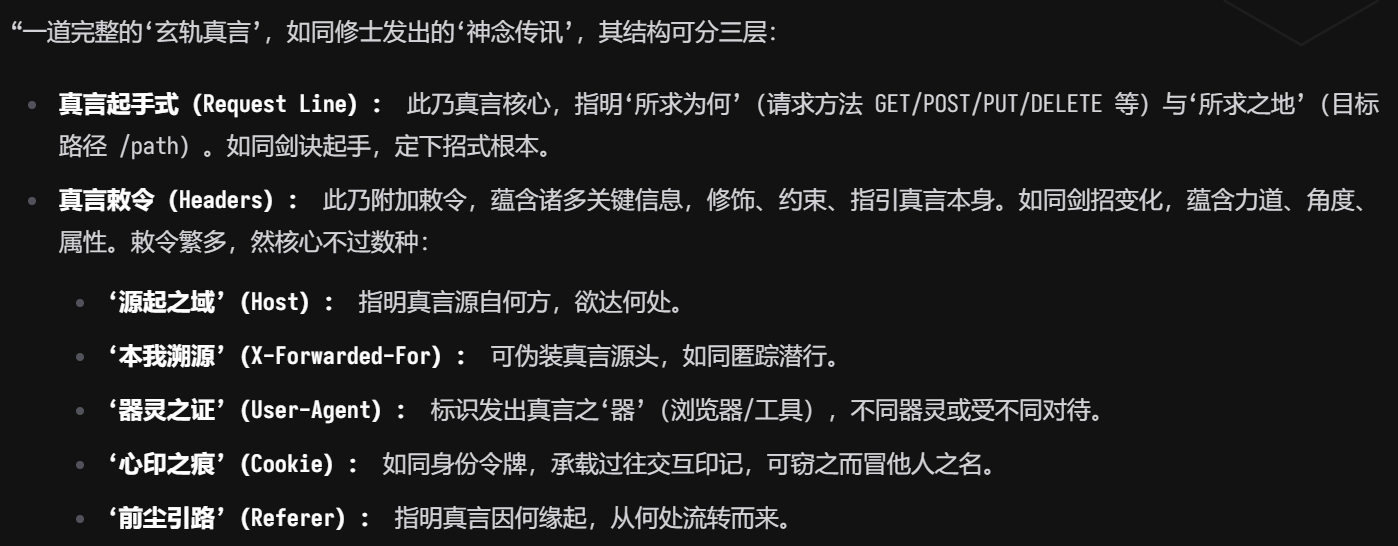 “一道完整的‘玄轨真言’，如同修士发出的‘神念传讯’，其结构可分三层：
真言起手式 (Request Line) ： 此乃真言核心，指明‘所求为何’（请求方法 GET/POST/PUT/DELETE 等）与‘所求之地’（目标
路径 /path）。如同剑诀起手，定下招式根本。
真言敕令 (Headers) ： 此乃附加敕令，蕴含诸多关键信息，修饰、约束、指引真言本身。如同剑招变化，蕴含力道、角度、
属性。敕令繁多，然核心不过数种：
‘源起之域’ (Host) ： 指明真言源自何方，欲达何处。
‘本我溯源’ (X-Forwarded-For) ： 可伪装真言源头，如同匿踪潜行。
‘器灵之证’ (User-Agent) ： 标识发出真言之‘器’（浏览器/工具），不同器灵或受不同对待。
‘心印之痕’ (Cookie) ： 如同身份令牌，承载过往交互印记，可窃之而冒他人之名。
‘前尘引路’ (Referer) ： 指明真言因何缘起，从何处流转而来。